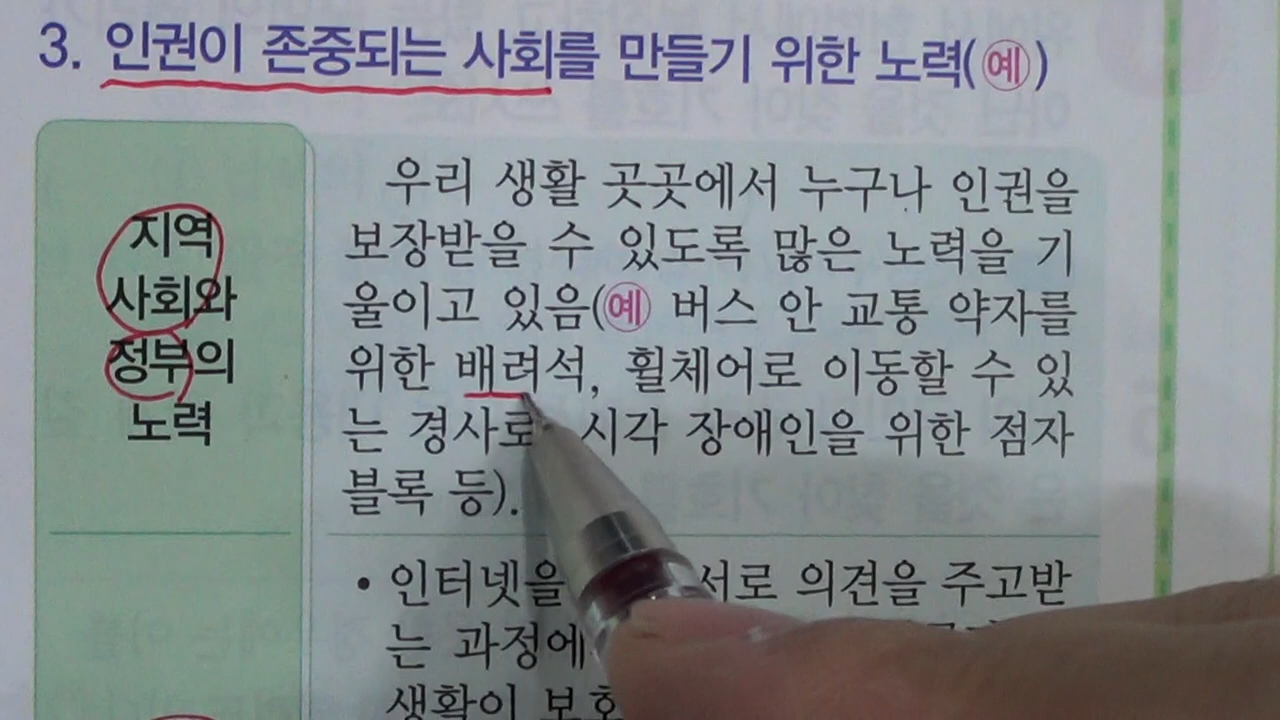 3. 인권이 존중되는 사회를 만들기 위한 노력(예)
지역
사회와
정부의
노력
우리 생활 곳곳에서 누구나 인권을
보장받을 수 있도록 많은 노력을 기
울이고 있음(예 버스 안 교통 약자를
위한 배려석, 휠체어로 이동할 수 있
는 경사로 시각 장애인을 위한 점자
블록 등).
• 인터넷을 서로 의견을 주고받
는 과정에
생활이 보호